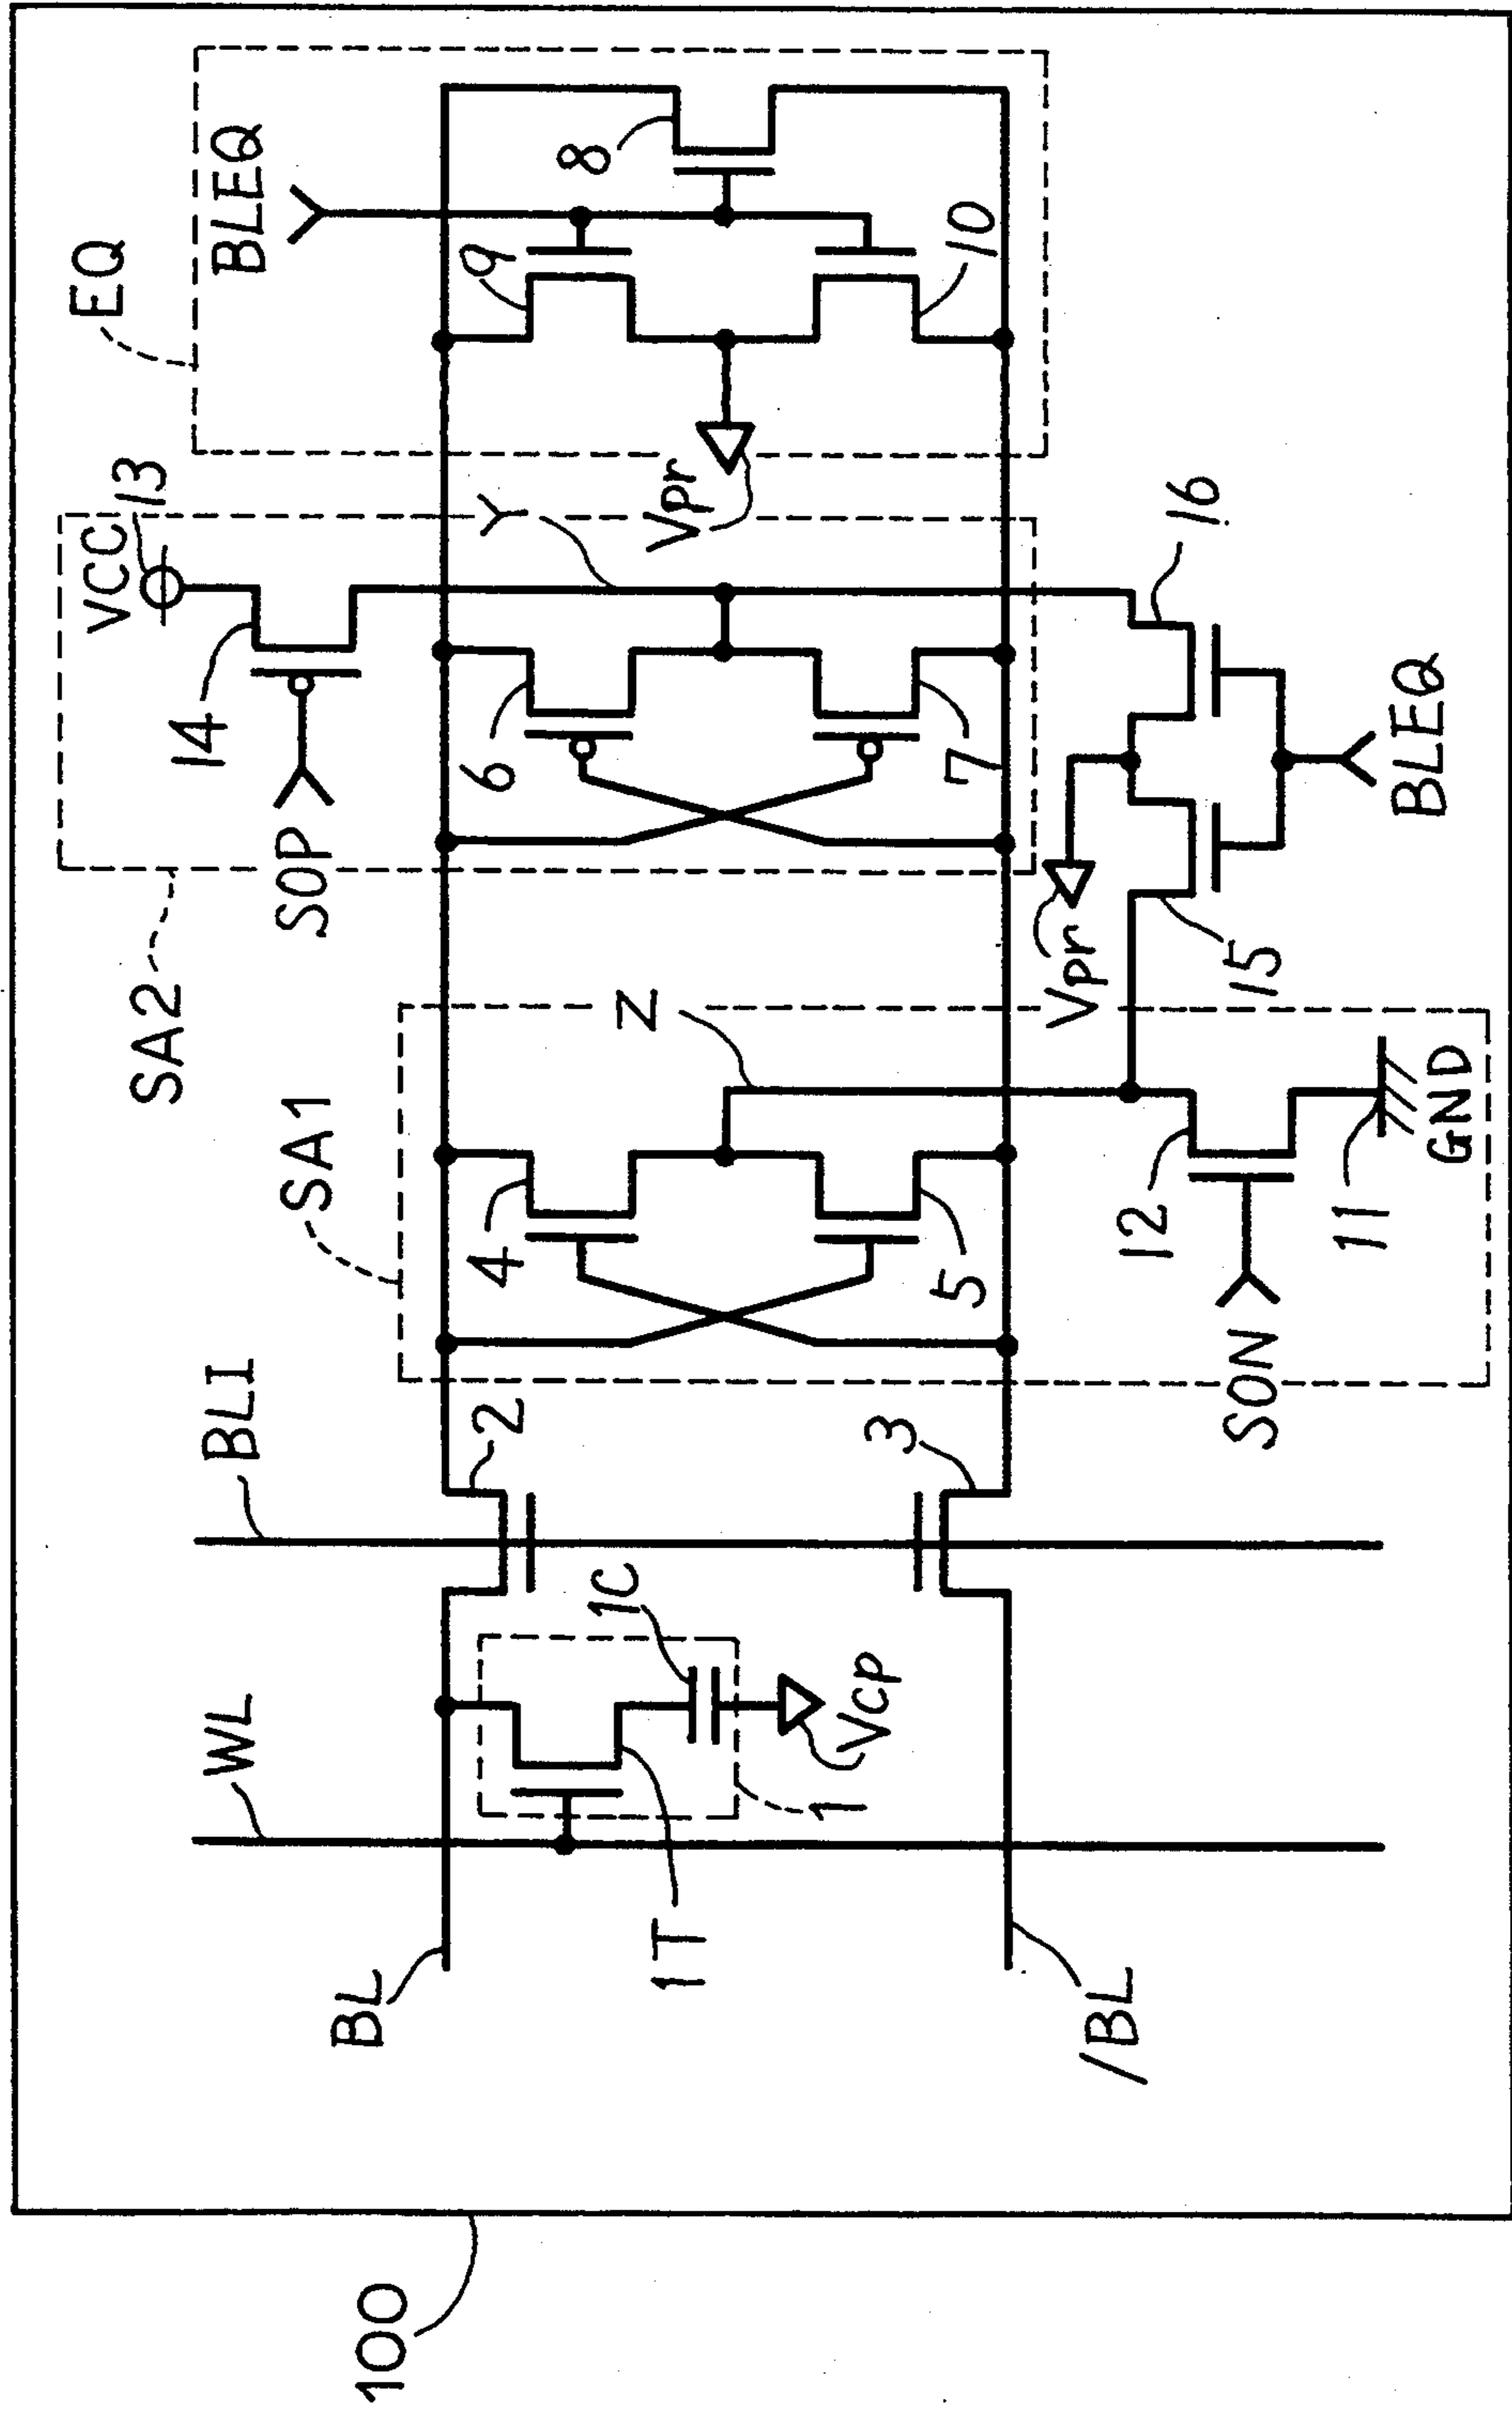 100
BL
/BL
WL
1T
1
1C
Vcp
BLI
2
3
SA1
4
5
Z
SON
12
11
GND
SA2
SOP
14
VCC
13
6
7
Y
Vpr
15
16
BLEQ
EQ
BLEQ
Vpr
9
8
10